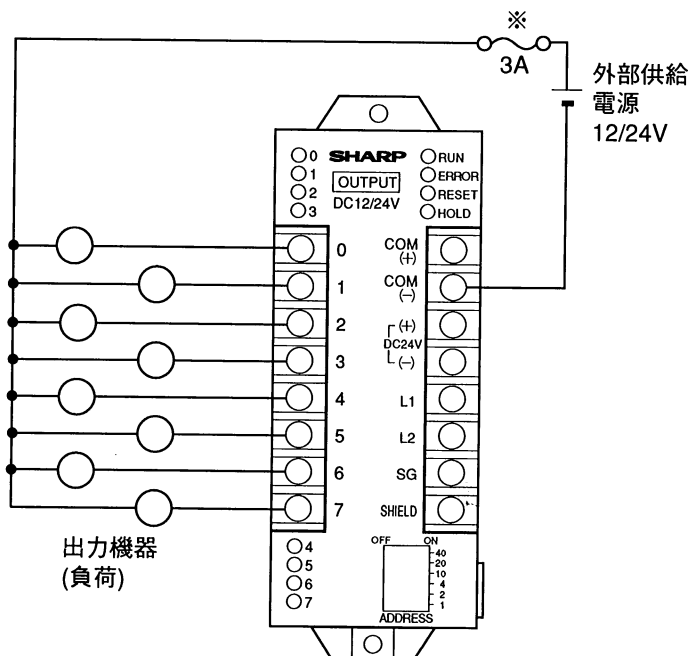 ※
3A
外部供給
電源
12/24V
0 SHARP RUN
1 OUTPUT ERROR
2 DC12/24V RESET
3 HOLD
0 COM (+)
1 COM (-)
2 (+)
DC24V
3 (-)
4 L1
5 L2
6 SG
7 SHIELD
出力機器
(負荷)
4
5
6
7
OFF ON
40
20
10
4
2
1
ADDRESS